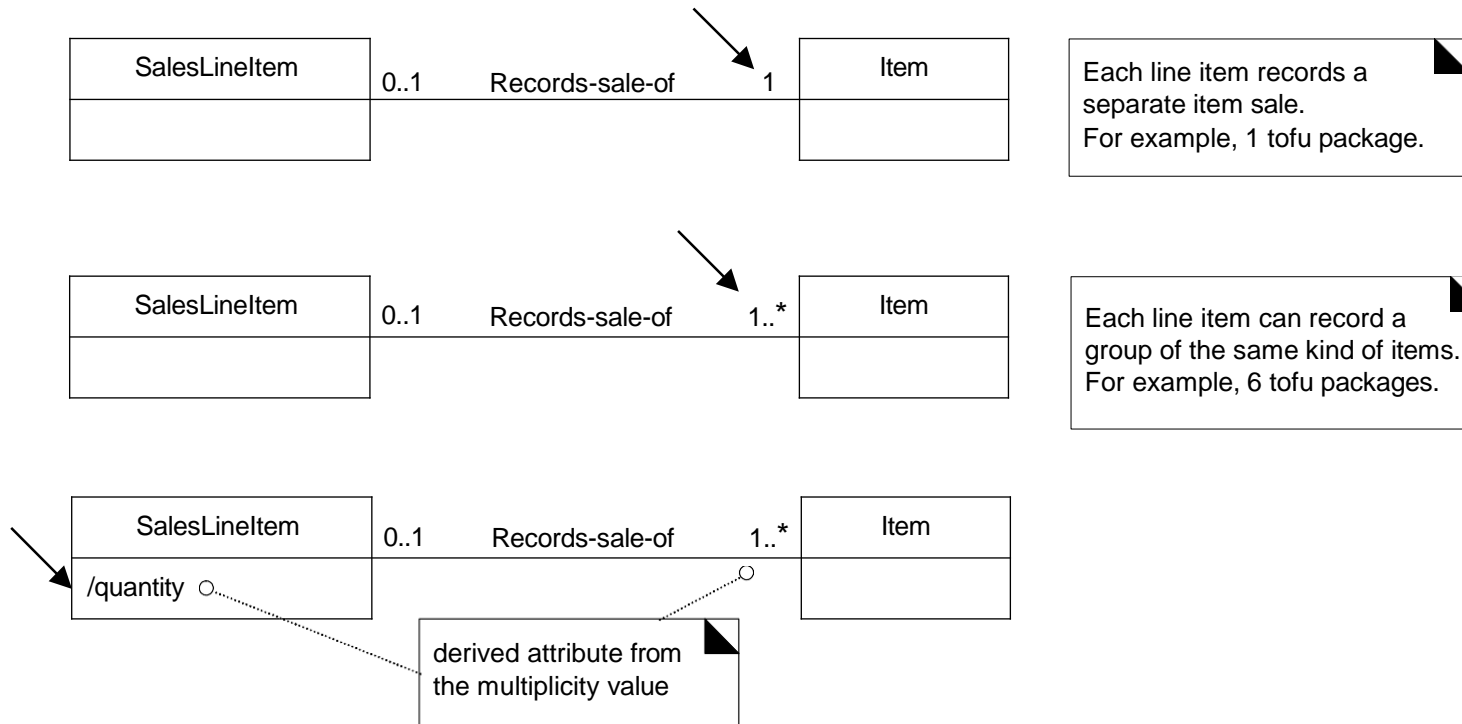 SalesLineItem
0..1
Records-sale-of
1
Item
Each line item records a
separate item sale.
For example, 1 tofu package.
SalesLineItem
0..1
Records-sale-of
1..*
Item
Each line item can record a
group of the same kind of items.
For example, 6 tofu packages.
SalesLineItem
0..1
Records-sale-of
1..*
Item
/quantity
derived attribute from
the multiplicity value